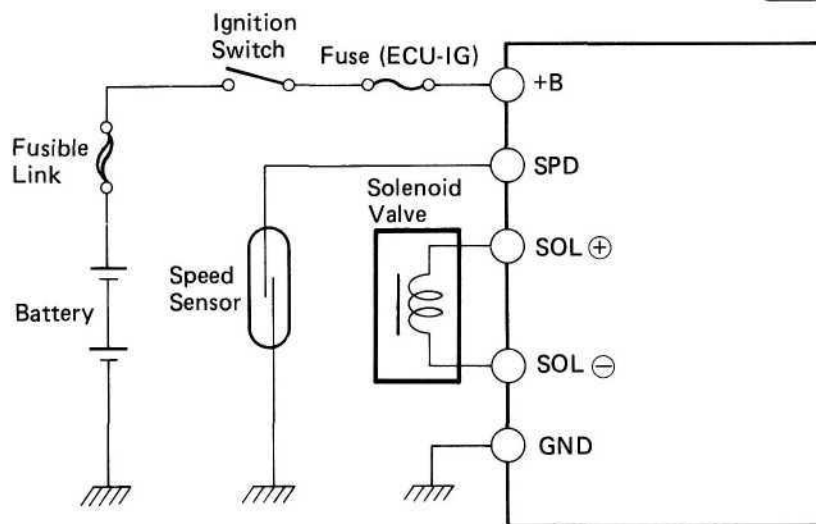 Ignition
Switch
Fuse (ECU-IG)
+B
Fusible
Link
SPD
Solenoid
Valve
SOL ⊕
Speed
Sensor
Battery
SOL ⊖
GND